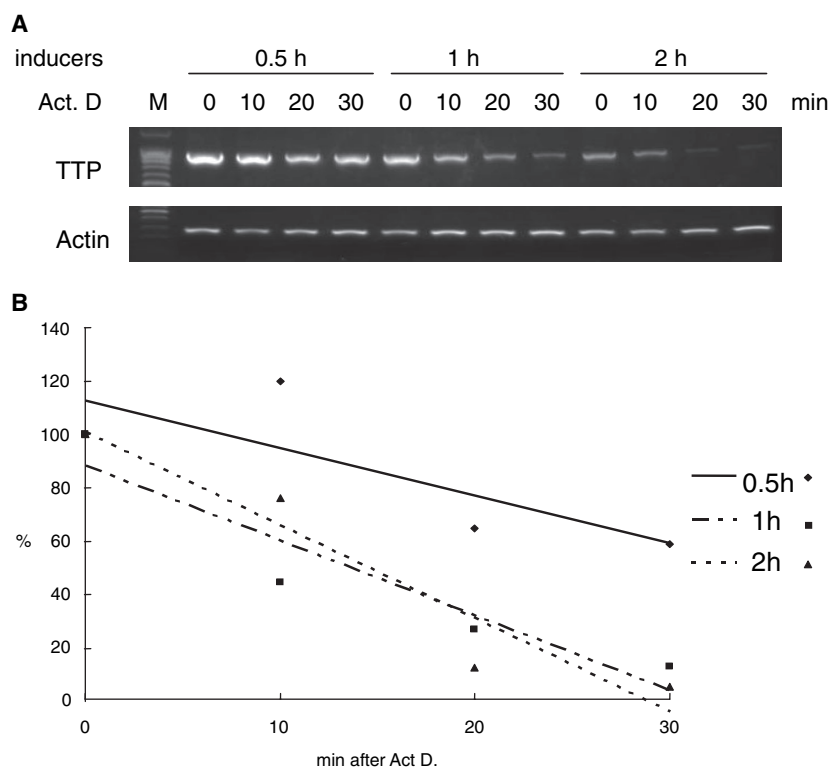 A
inducers 0.5 h 1 h 2 h
Act. D M 0 10 20 30 0 10 20 30 0 10 20 30 min
TTP
Actin
B
140
120
100
80
60
40
20
0
%
0 10 20 30
min after Act D.
0.5h
1h
2h